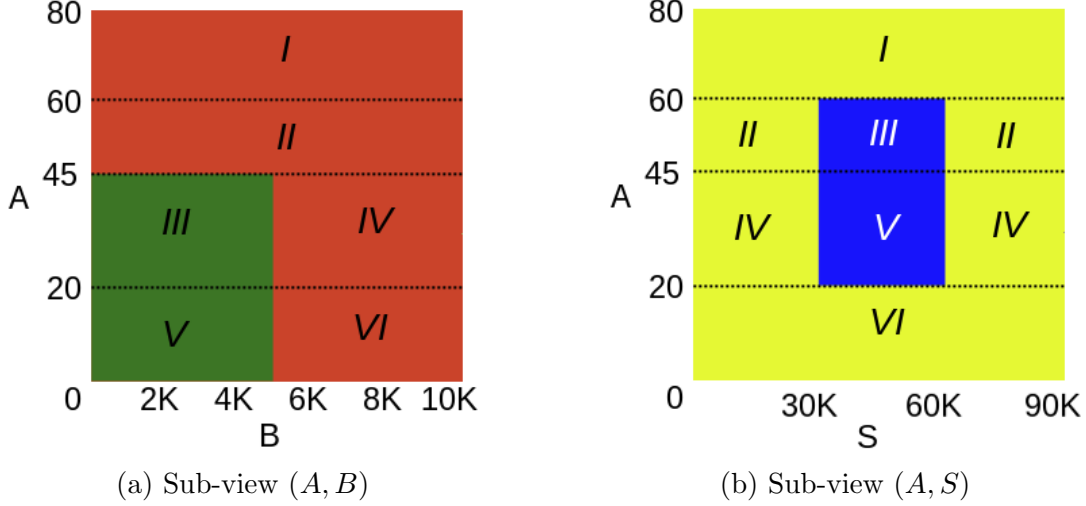 80
I
60
II
45
A
III
IV
20
V
VI
0
2K 4K 6K 8K 10K
B
(a) Sub-view (A, B)
80
I
60
II III II
45
A
IV V IV
20
VI
0
30K 60K 90K
S
(b) Sub-view (A, S)